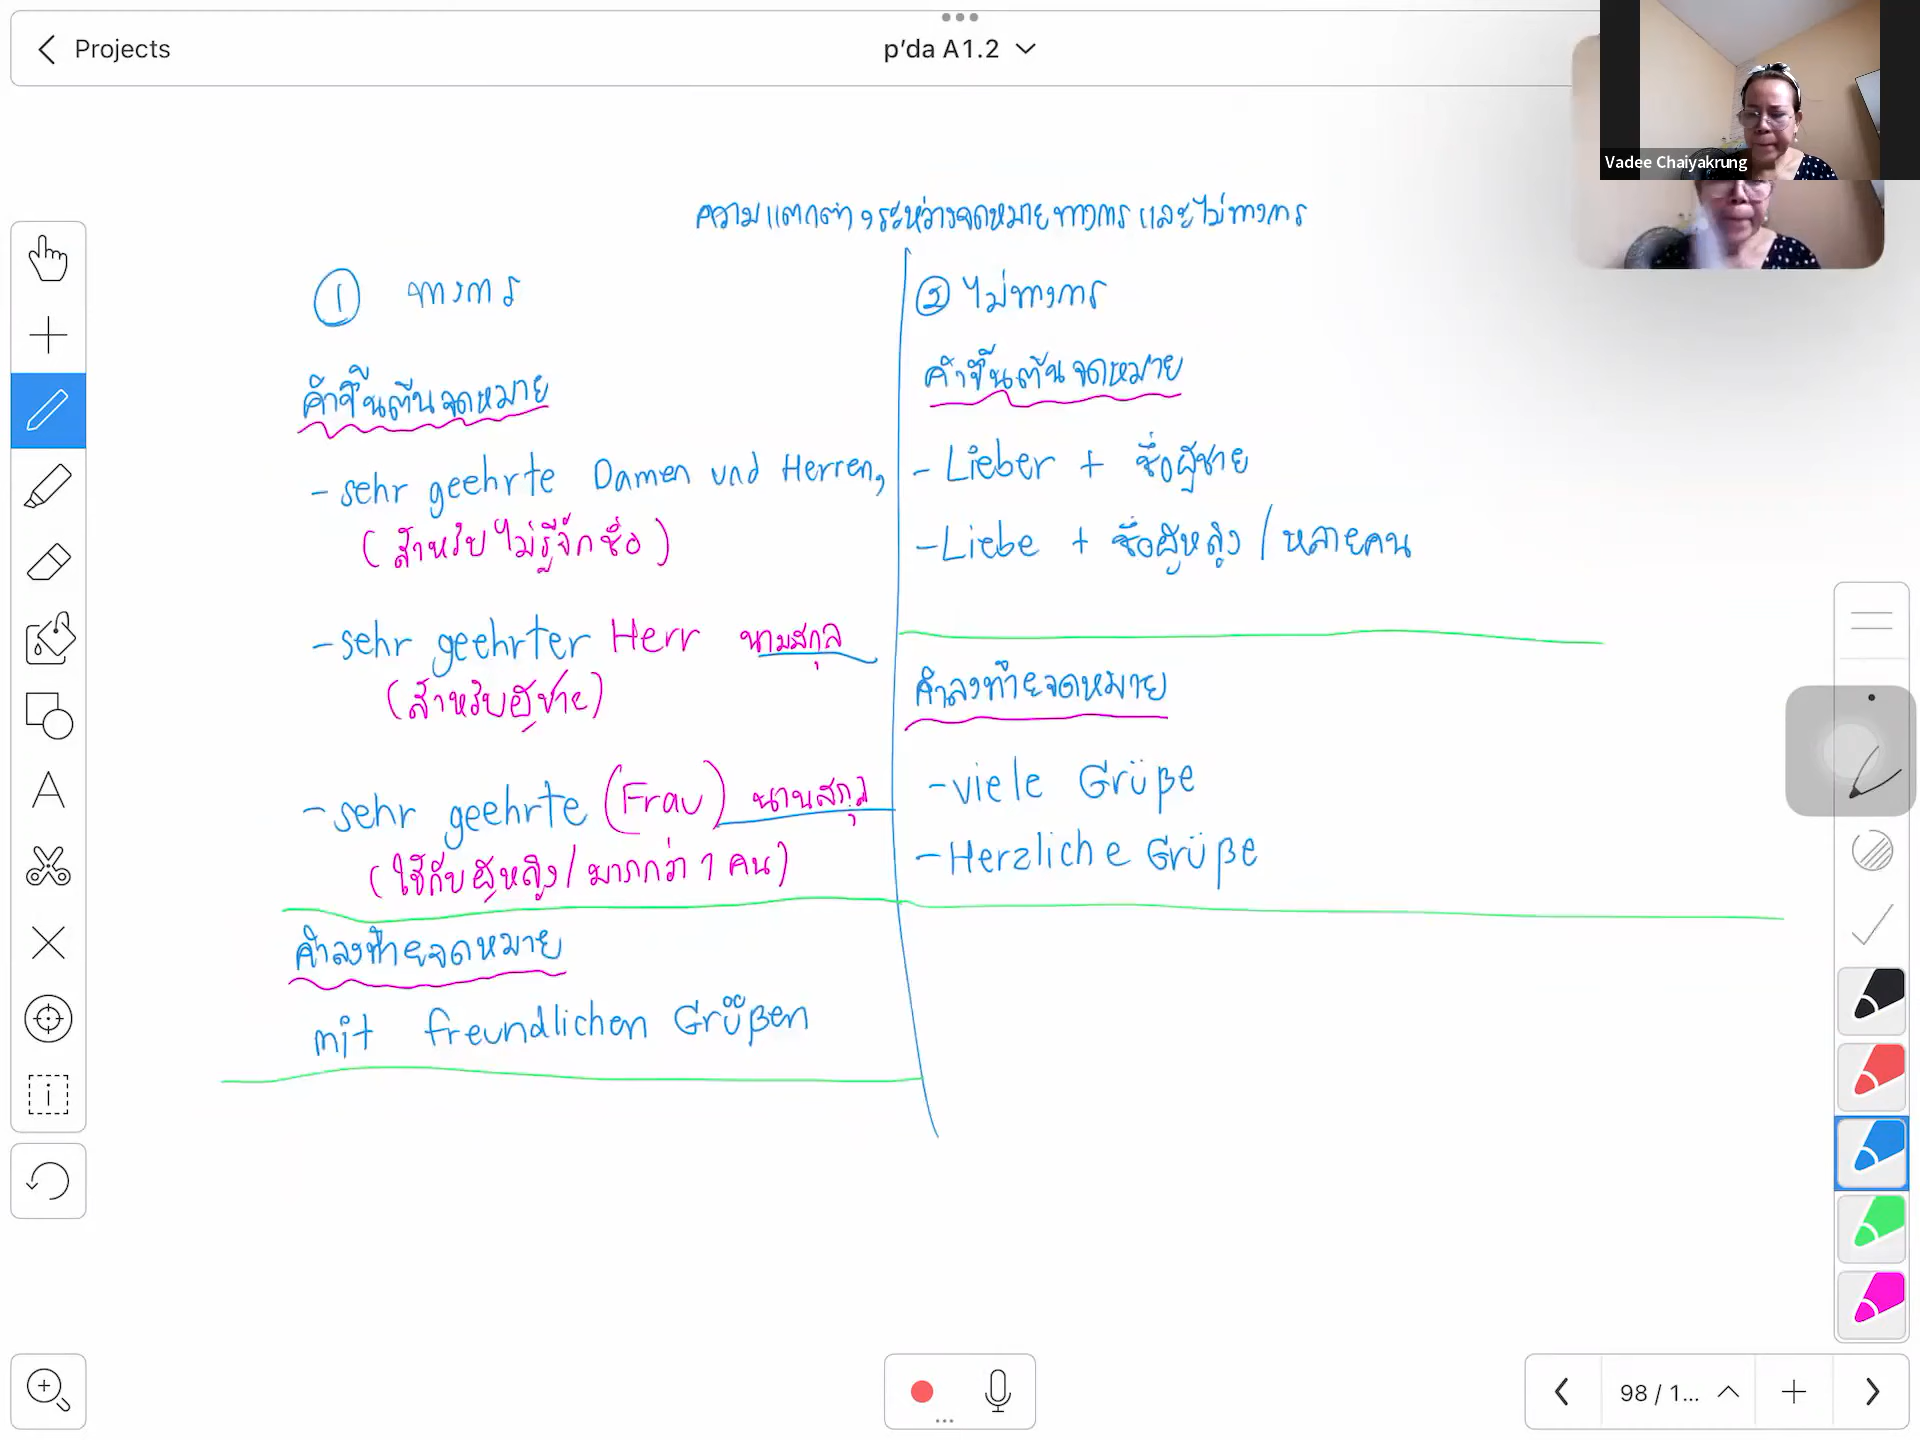 Projects
p'da A1.2
Vadee Chaiyakrung
ความแตกต่างระหว่างจดหมายทางการ และไม่ทางการ
① ทางการ
คำขึ้นต้นจดหมาย
- sehr geehrte Damen und Herren,
(สำหรับไม่รู้จักชื่อ)
- sehr geehrter Herr นามสกุล
(สำหรับผู้ชาย)
- sehr geehrte (Frau) นามสกุล
(ใช้กับผู้หญิง/มากกว่า 1 คน)
คำลงท้ายจดหมาย
mit freundlichen Grüßen
② ไม่ทางการ
คำขึ้นต้นจดหมาย
- Lieber + ชื่อผู้ชาย
- Liebe + ชื่อผู้หญิง / หลายคน
คำลงท้ายจดหมาย
- viele Grüße
- Herzliche Grüße
98 / 1...